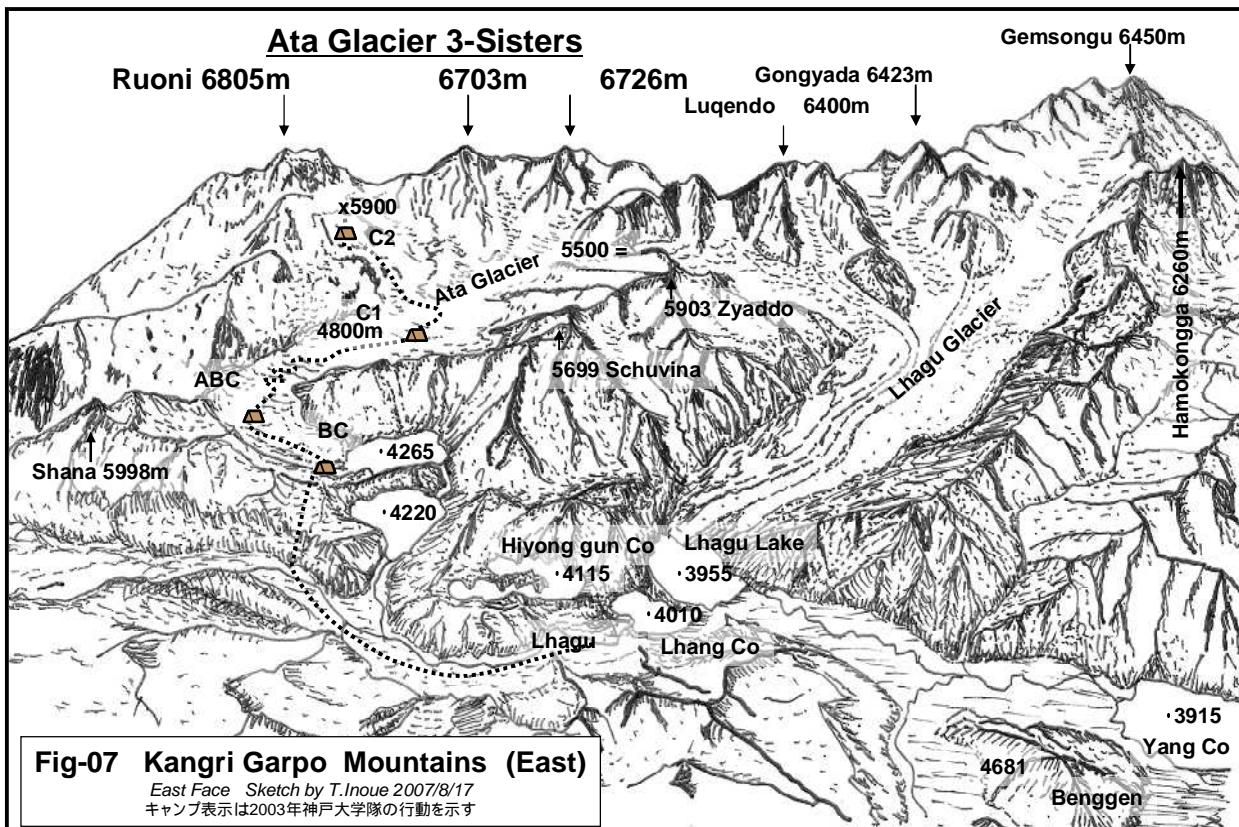 Ata Glacier 3-Sisters
Gemsongu 6450m
Ruoni 6805m
6703m
6726m
Gongyada 6423m
Luqendo 6400m
x5900
C2
Ata Glacier
5500 =
C1
4800m
5903 Zyaddo
5699 Schuvina
Lhagu Glacier
Hamokongga 6260m
ABC
BC
Shana 5998m
4265
4220
Hiyong gun Co
4115
Lhagu Lake
3955
4010
Lhagu
Lhang Co
3915
Yang Co
4681
Benggen
Fig-07 Kangri Garpo Mountains (East)
East Face Sketch by T.Inoue 2007/8/17
キャンプ表示は2003年神戸大学隊の行動を示す